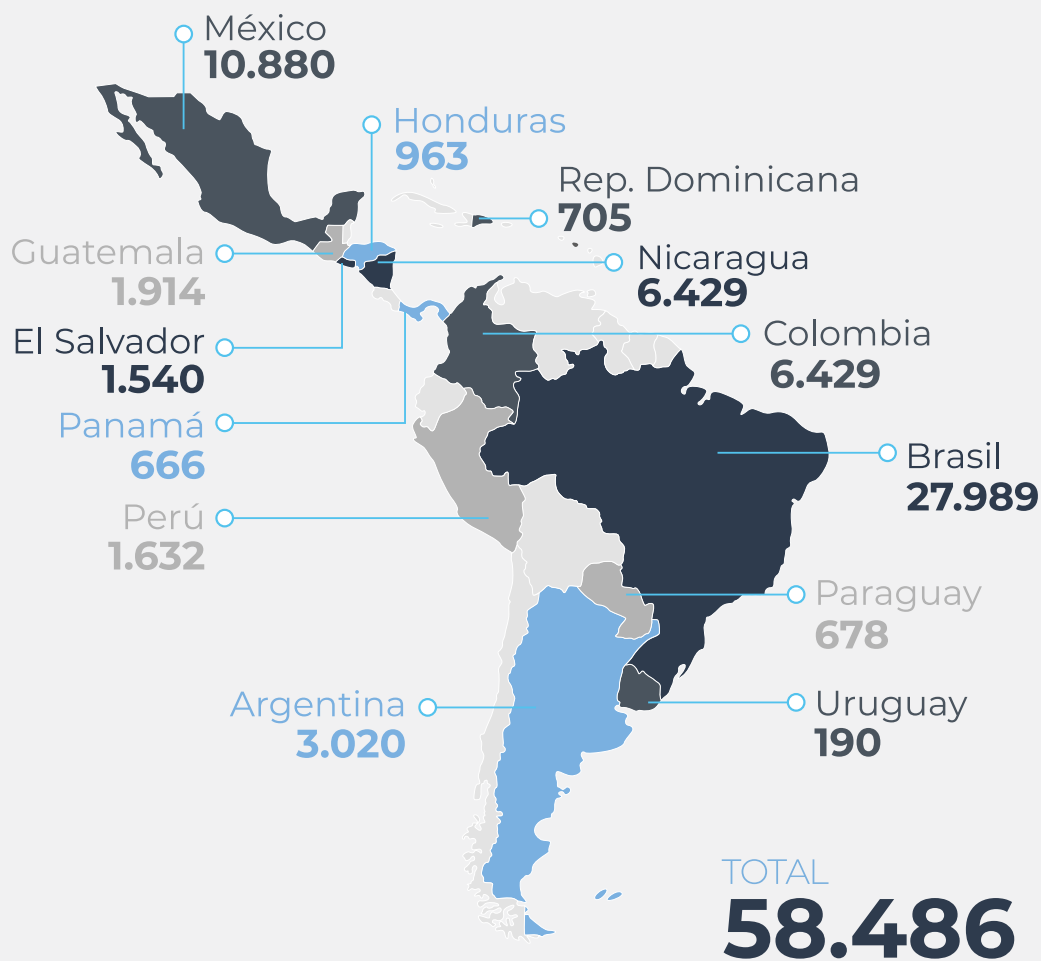 México
10.880
Honduras
963
Rep. Dominicana
705
Guatemala
1.914
Nicaragua
6.429
El Salvador
1.540
Colombia
6.429
Panamá
666
Brasil
27.989
Perú
1.632
Paraguay
678
Argentina
3.020
Uruguay
190
TOTAL
58.486